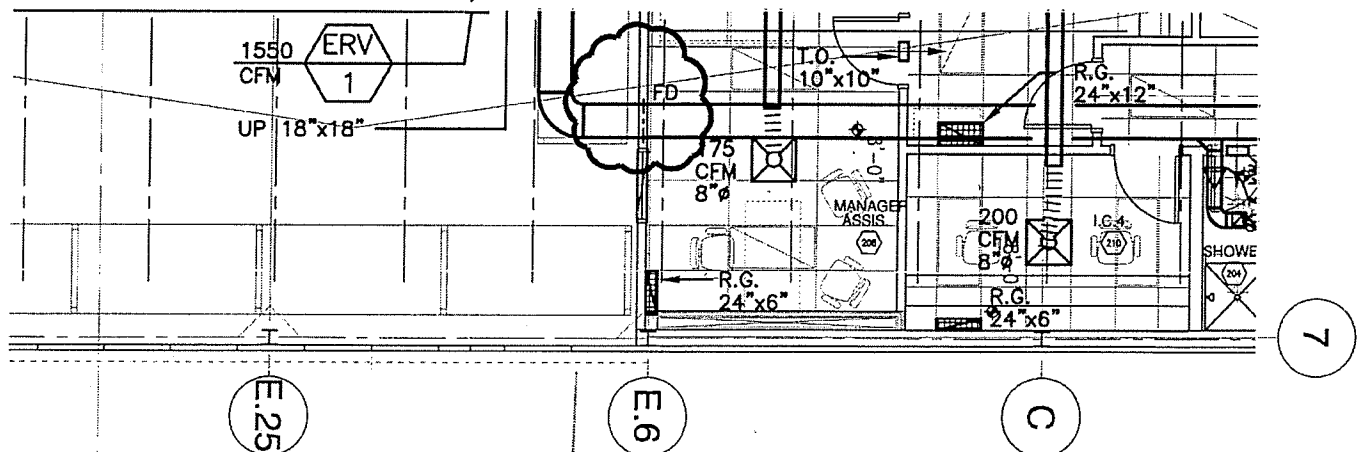 1550
CFM
ERV
1
UP 18"x18"
FD
T.O.
10"x10"
R.G.
24"x12"
175
CFM
8"ø
MANAGER
ASSIS.
206
200
CFM
8"ø
I.C.4
210
SHOWE
204
R.G.
24"x6"
R.G.
24"x6"
7
E.25
E.6
C